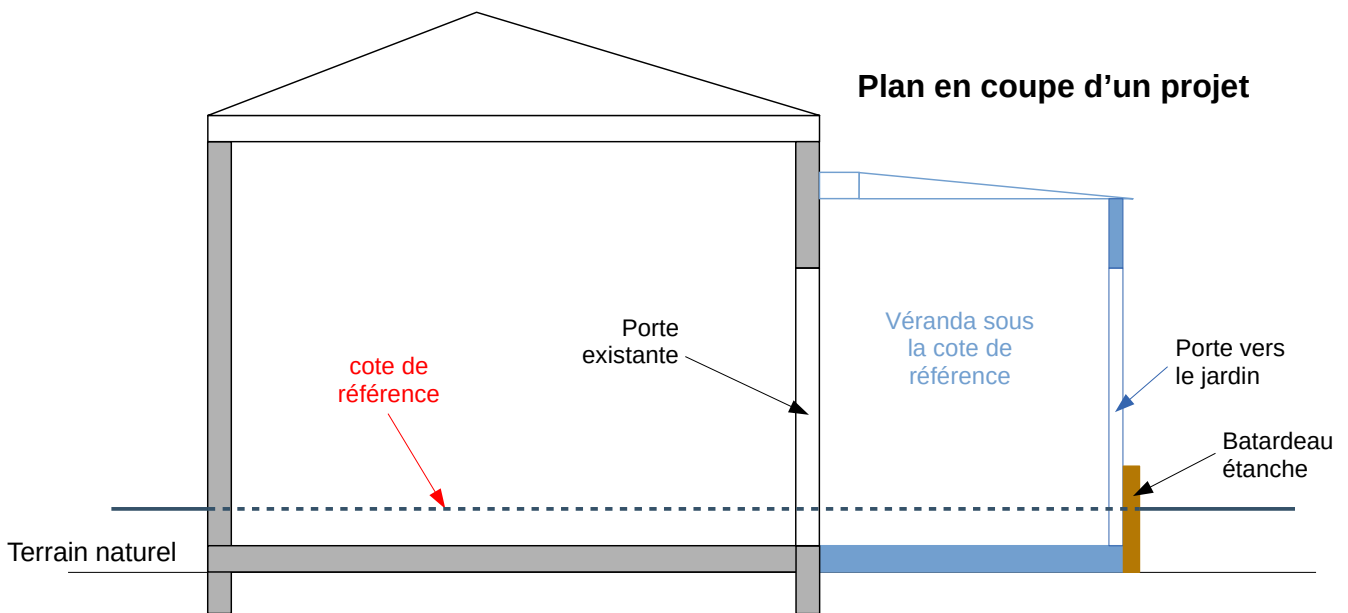 Plan en coupe d’un projet
Porte
existante
Véranda sous
la cote de
référence
Porte vers
le jardin
cote de
référence
Batardeau
étanche
Terrain naturel